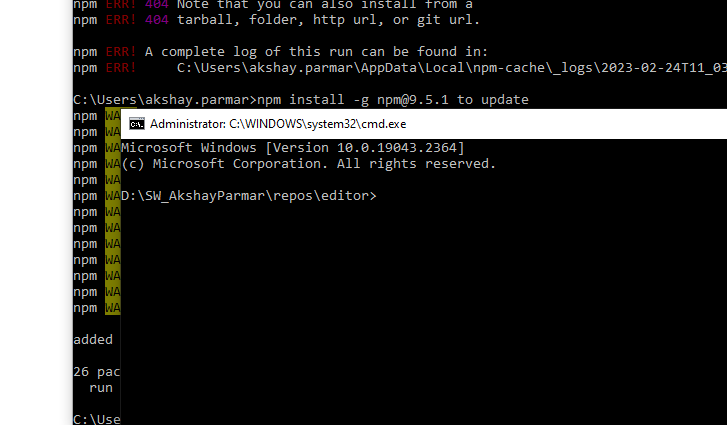 npm ERR! 404 Note that you can also install from a
npm ERR! 404 tarball, folder, http url, or git url.
npm ERR! A complete log of this run can be found in:
npm ERR!     C:\Users\akshay.parmar\AppData\Local\npm-cache\_logs\2023-02-24T11_03
C:\Users\akshay.parmar>npm install -g npm@9.5.1 to update
npm WA
Administrator: C:\WINDOWS\system32\cmd.exe
npm WA
npm WA
Microsoft Windows [Version 10.0.19043.2364]
npm WA
(c) Microsoft Corporation. All rights reserved.
npm WA
npm WA
D:\SW_AkshayParmar\repos\editor>
npm WA
npm WA
npm WA
npm WA
npm WA
npm WA
npm WA
added
26 pac
run
C:\Use